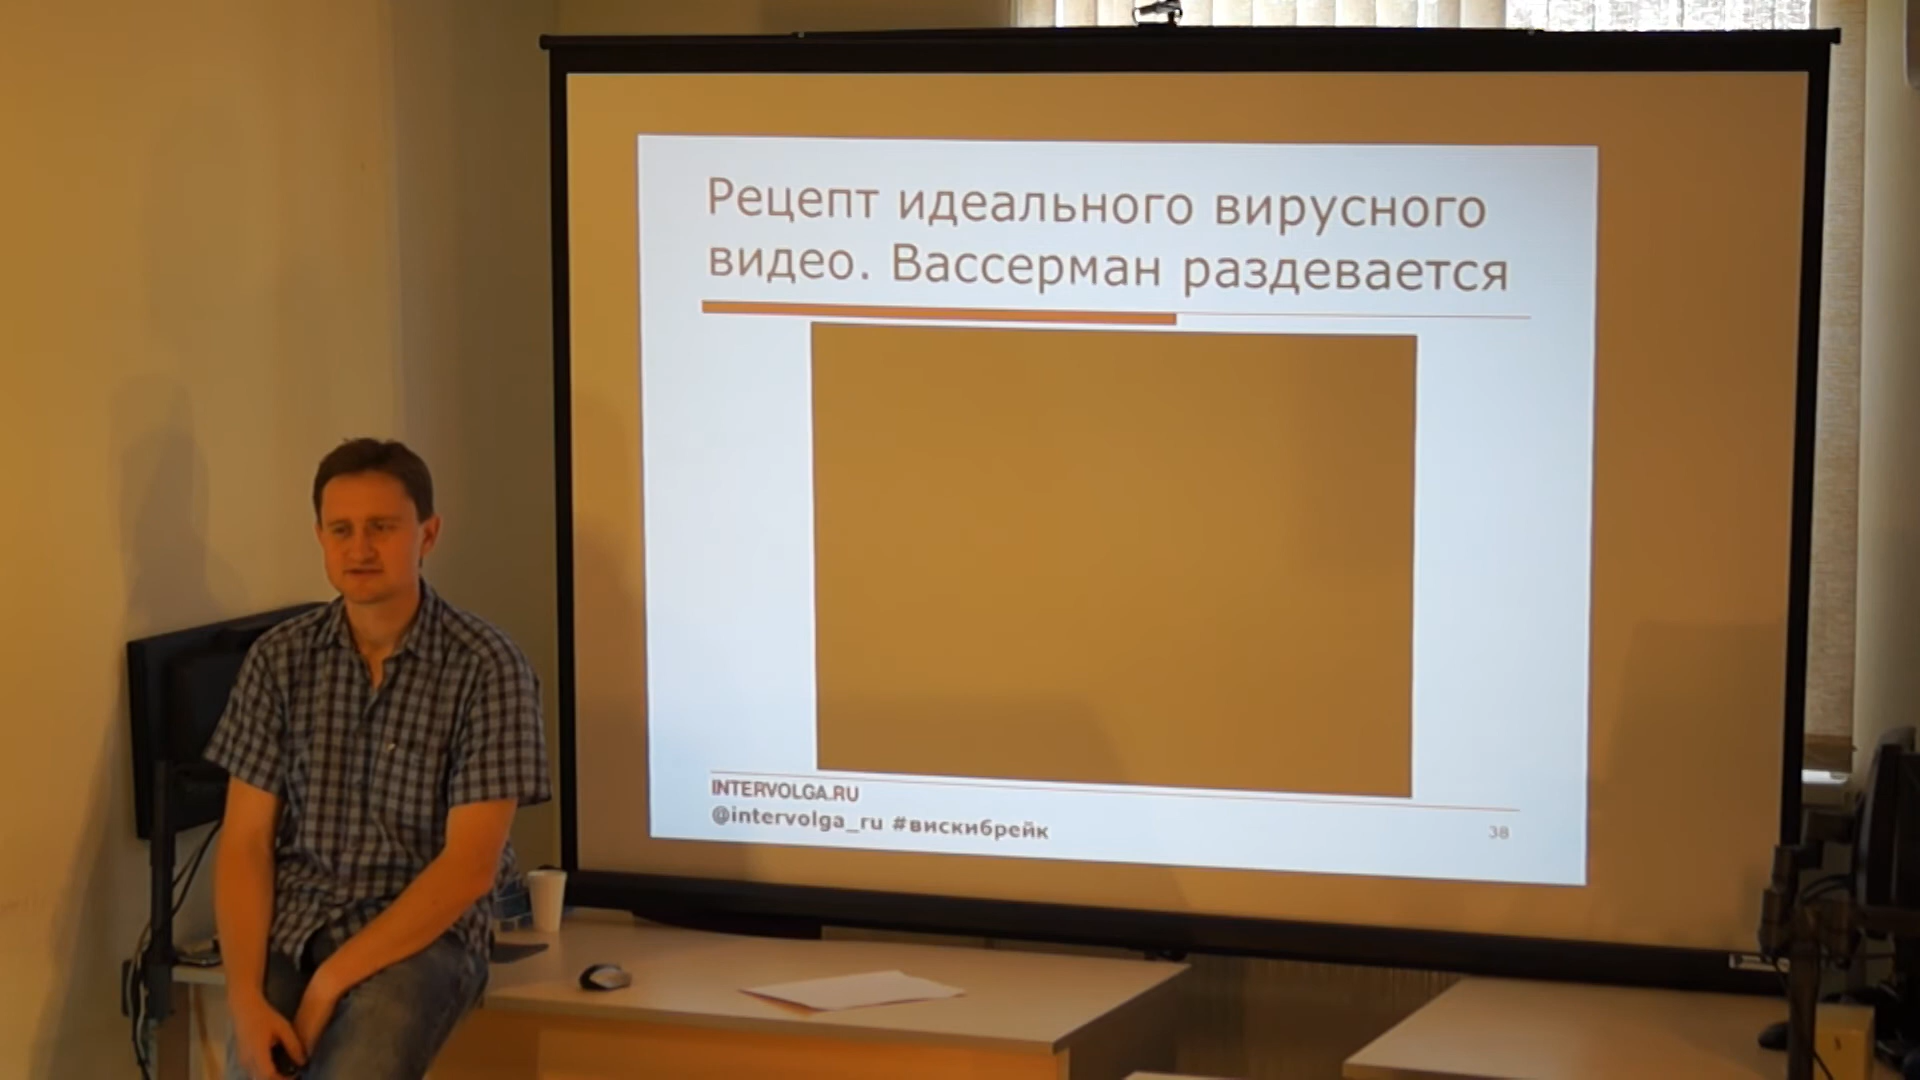 Рецепт идеального вирусного
видео. Вассерман раздевается
INTERVOLGA.RU
@intervolga_ru #вискибрейк
38